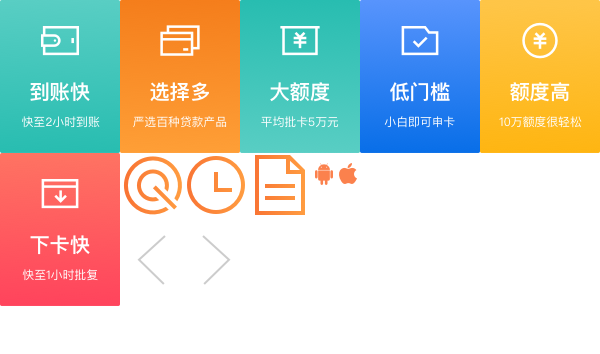 到账快
快至2小时到账
选择多
严选百种贷款产品
大额度
平均批卡5万元
低门槛
小白即可申卡
额度高
10万额度很轻松
下卡快
快至1小时批复